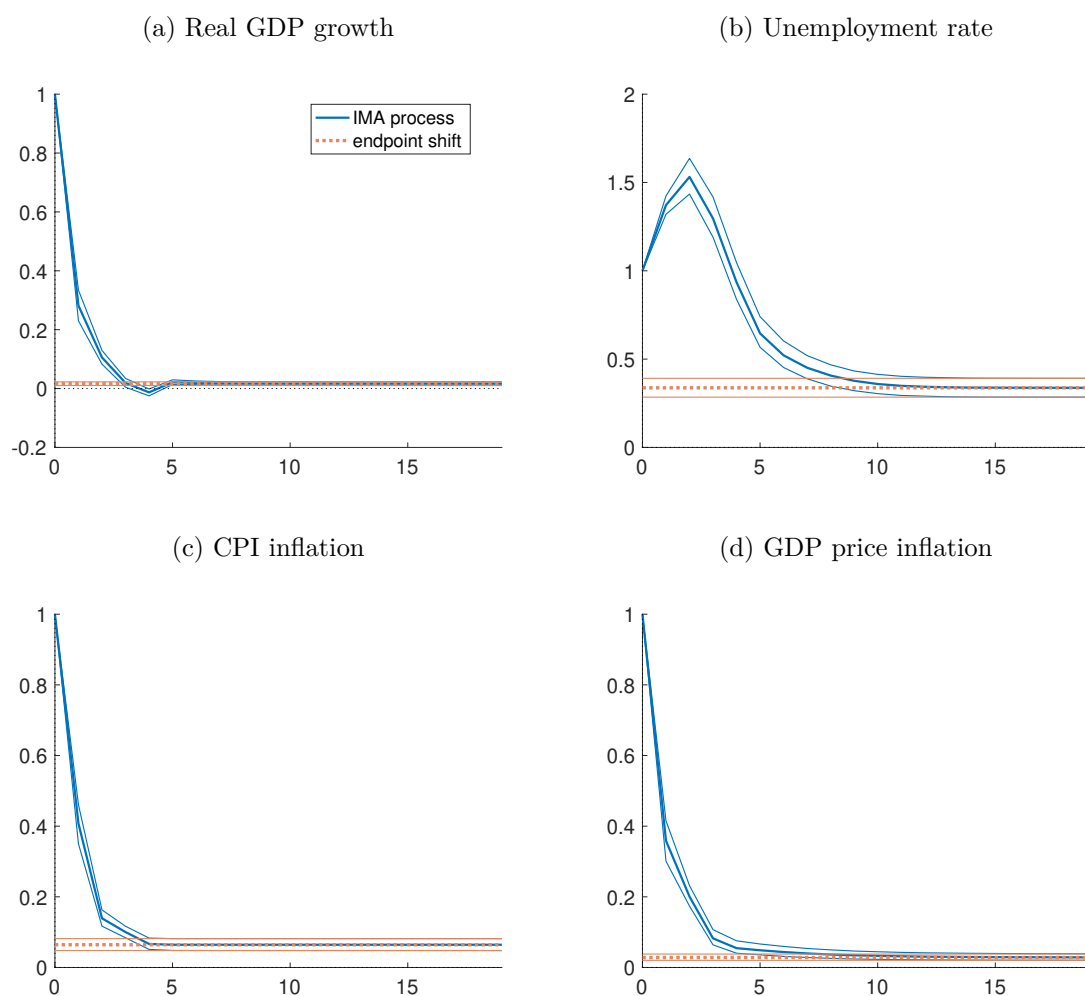 (a) Real GDP growth
(b) Unemployment rate
1
0.8
0.6
0.4
0.2
0
-0.2
0 5 10 15
IMA process
endpoint shift
2
1.5
1
0.5
0
0 5 10 15
(c) CPI inflation
(d) GDP price inflation
1
0.8
0.6
0.4
0.2
0
0 5 10 15
1
0.8
0.6
0.4
0.2
0
0 5 10 15